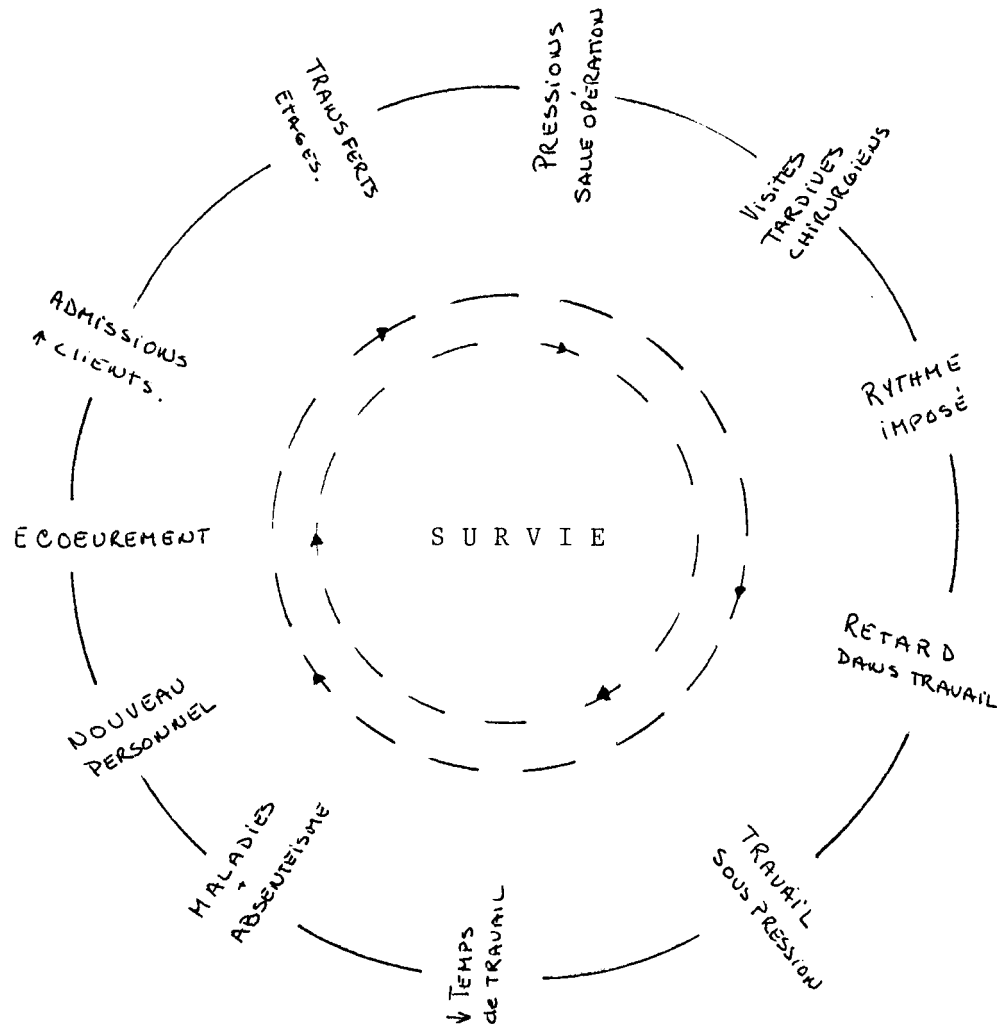 PRESSIONS
SALLE OPÉRATION
VISITES
TARDIVES
CHIRURGIENS
RYTHME
IMPOSÉ
RETARD
DANS TRAVAIL
TRAVAIL
SOUS PRESSION
↓ TEMPS
de TRAVAIL
MALADIES
+
ABSENTEISME
NOUVEAU
PERSONNEL
ECOEUREMENT
ADMISSIONS
↑ CLIENTS.
TRANSFERTS
ETAGES.
SURVIE